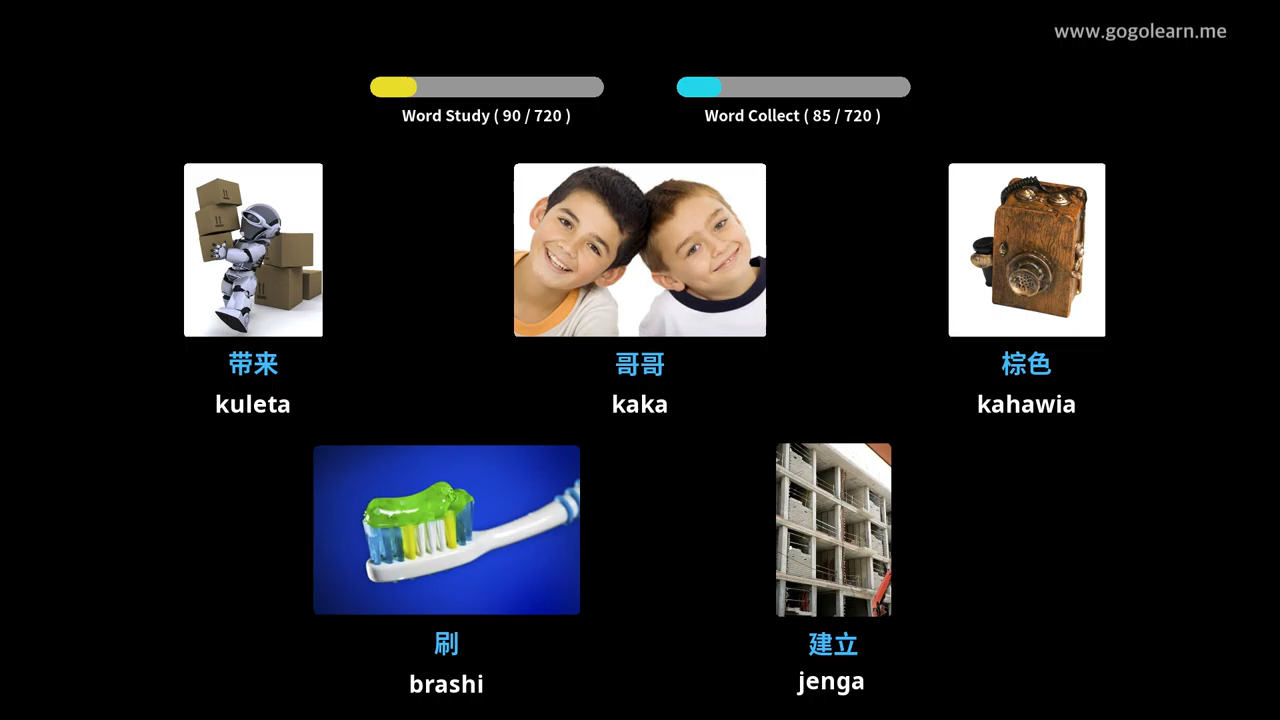 www.gogolearn.me
Word Study ( 90 / 720 )
Word Collect ( 85 / 720 )
带来
kuleta
哥哥
kaka
棕色
kahawia
刷
brashi
建立
jenga